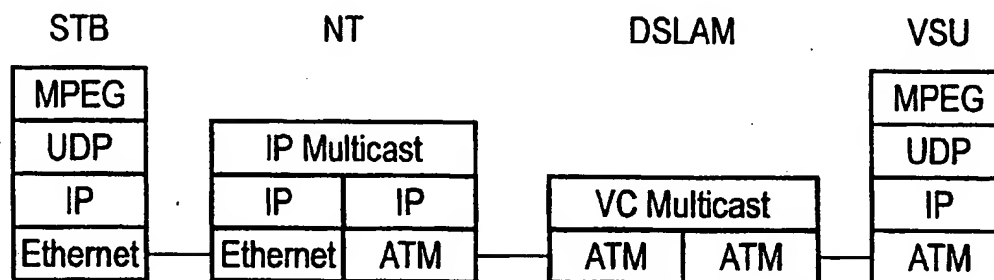 STB NT DSLAM VSU
MPEG MPEG
UDP IP Multicast UDP
IP IP IP VC Multicast IP
Ethernet Ethernet ATM ATM ATM ATM